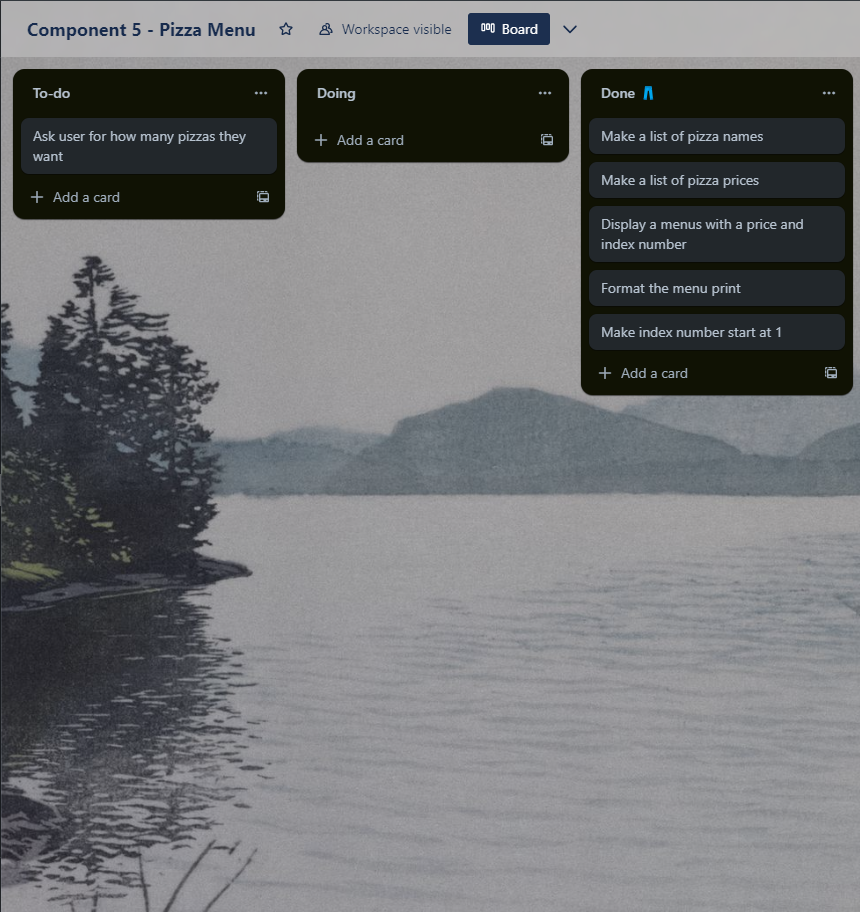 Component 5 - Pizza Menu
Workspace visible
Board
To-do
Ask user for how many pizzas they
want
Add a card
Doing
Add a card
Done
Make a list of pizza names
Make a list of pizza prices
Display a menus with a price and
index number
Format the menu print
Make index number start at 1
Add a card